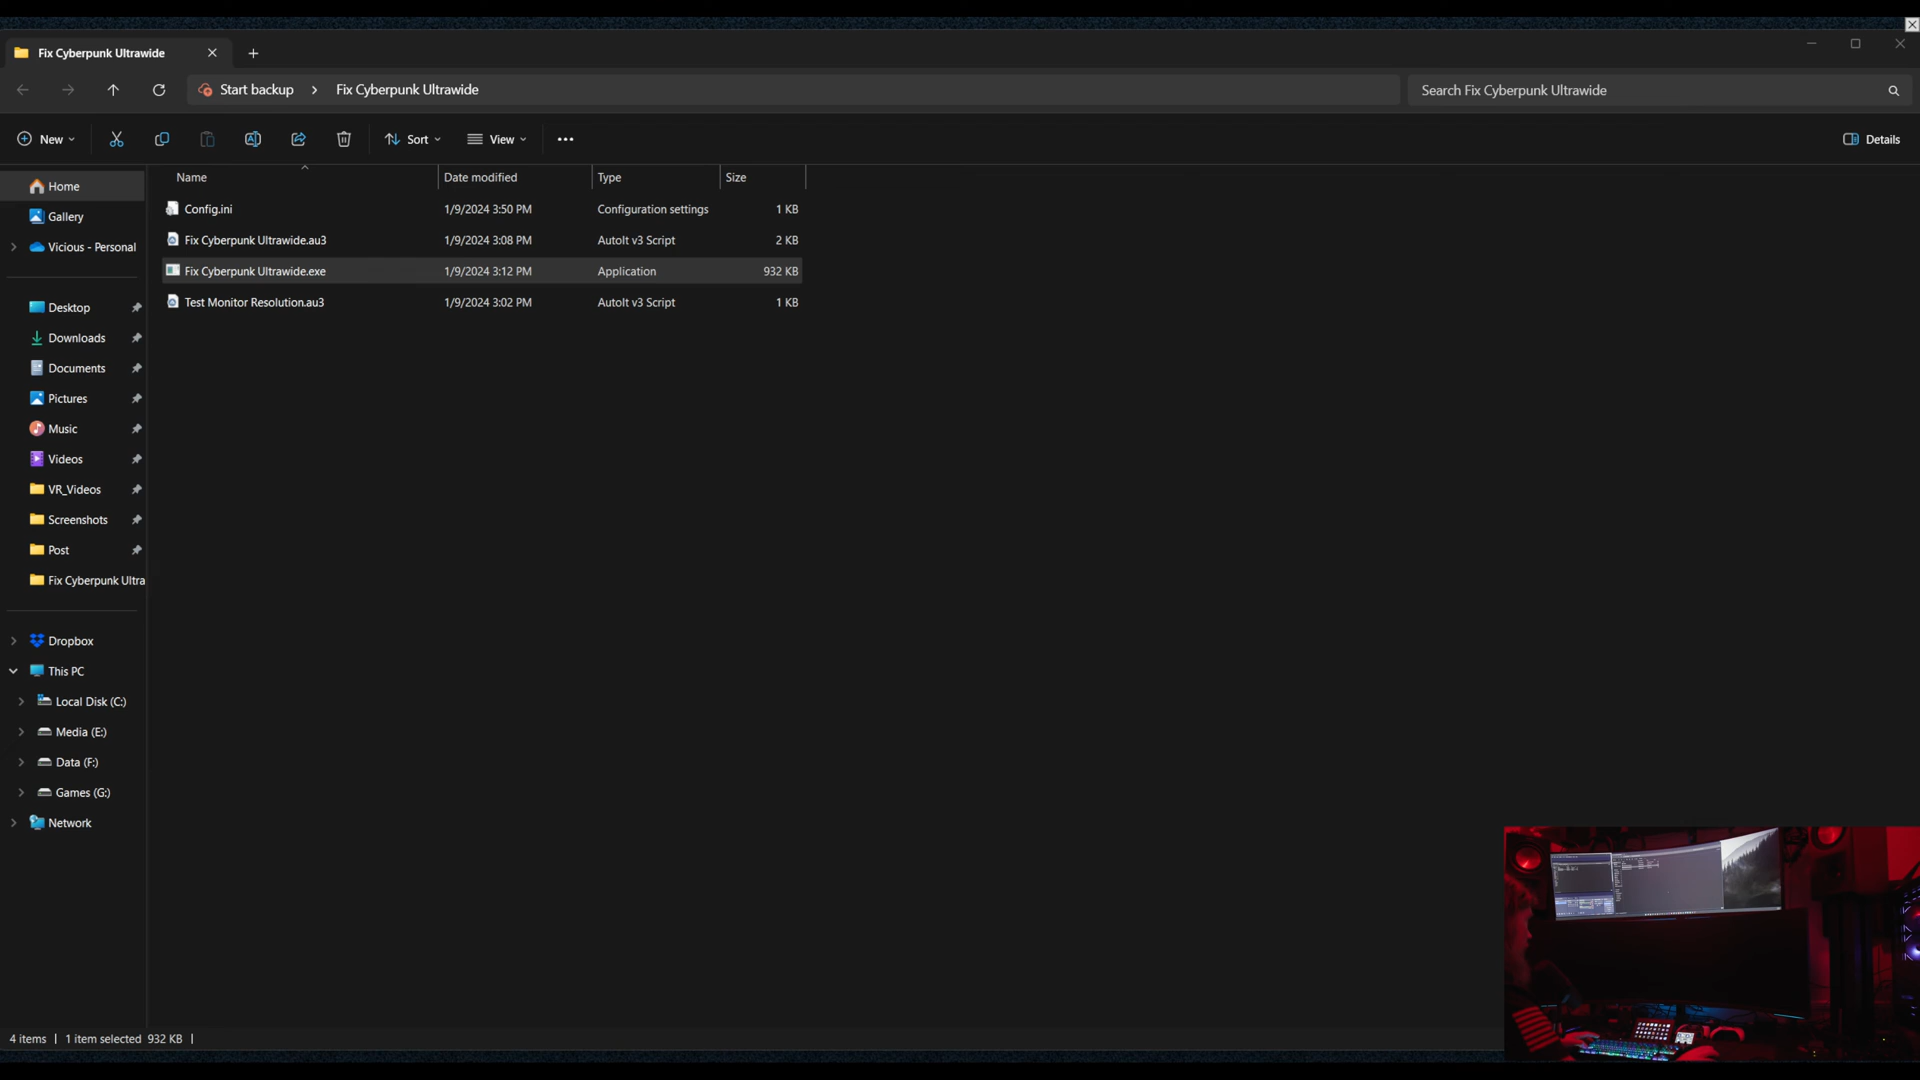 Fix Cyberpunk Ultrawide
Start backup > Fix Cyberpunk Ultrawide
Search Fix Cyberpunk Ultrawide
New
Sort
View
Details
Name Date modified Type Size
Config.ini 1/9/2024 3:50 PM Configuration settings 1 KB
Fix Cyberpunk Ultrawide.au3 1/9/2024 3:08 PM AutoIt v3 Script 2 KB
Fix Cyberpunk Ultrawide.exe 1/9/2024 3:12 PM Application 932 KB
Test Monitor Resolution.au3 1/9/2024 3:02 PM AutoIt v3 Script 1 KB
Home
Gallery
Vicious - Personal
Desktop
Downloads
Documents
Pictures
Music
Videos
VR_Videos
Screenshots
Post
Fix Cyberpunk Ultra
Dropbox
This PC
Local Disk (C:)
Media (E:)
Data (F:)
Games (G:)
Network
4 items | 1 item selected 932 KB |